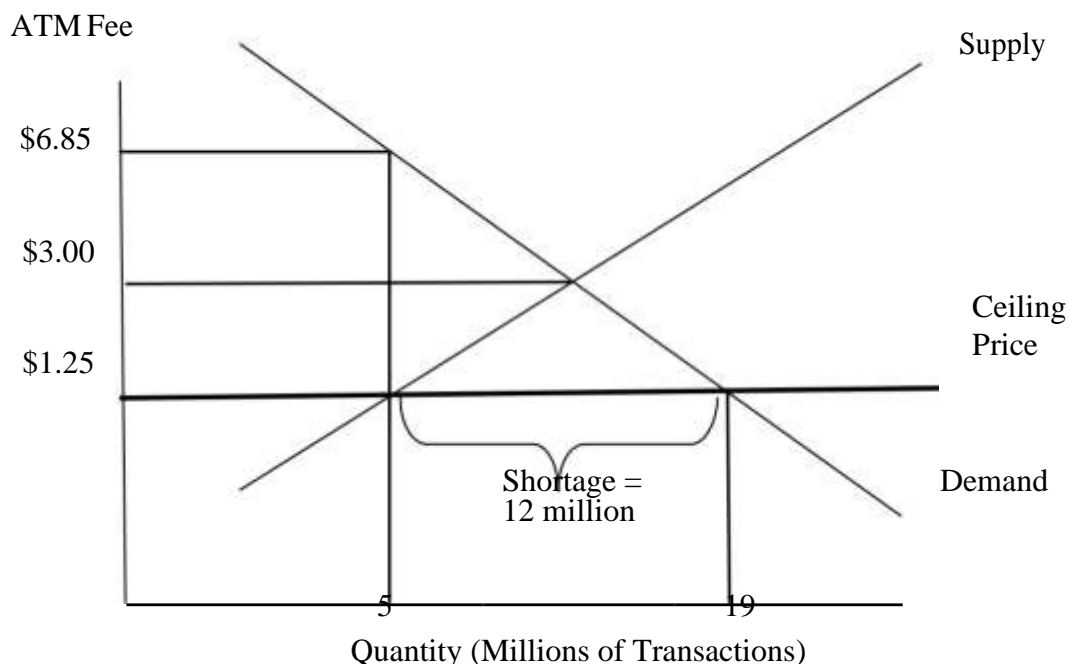 ATM Fee
Supply
$6.85
$3.00
Ceiling
Price
$1.25
Shortage =
12 million
Demand
5
19
Quantity (Millions of Transactions)